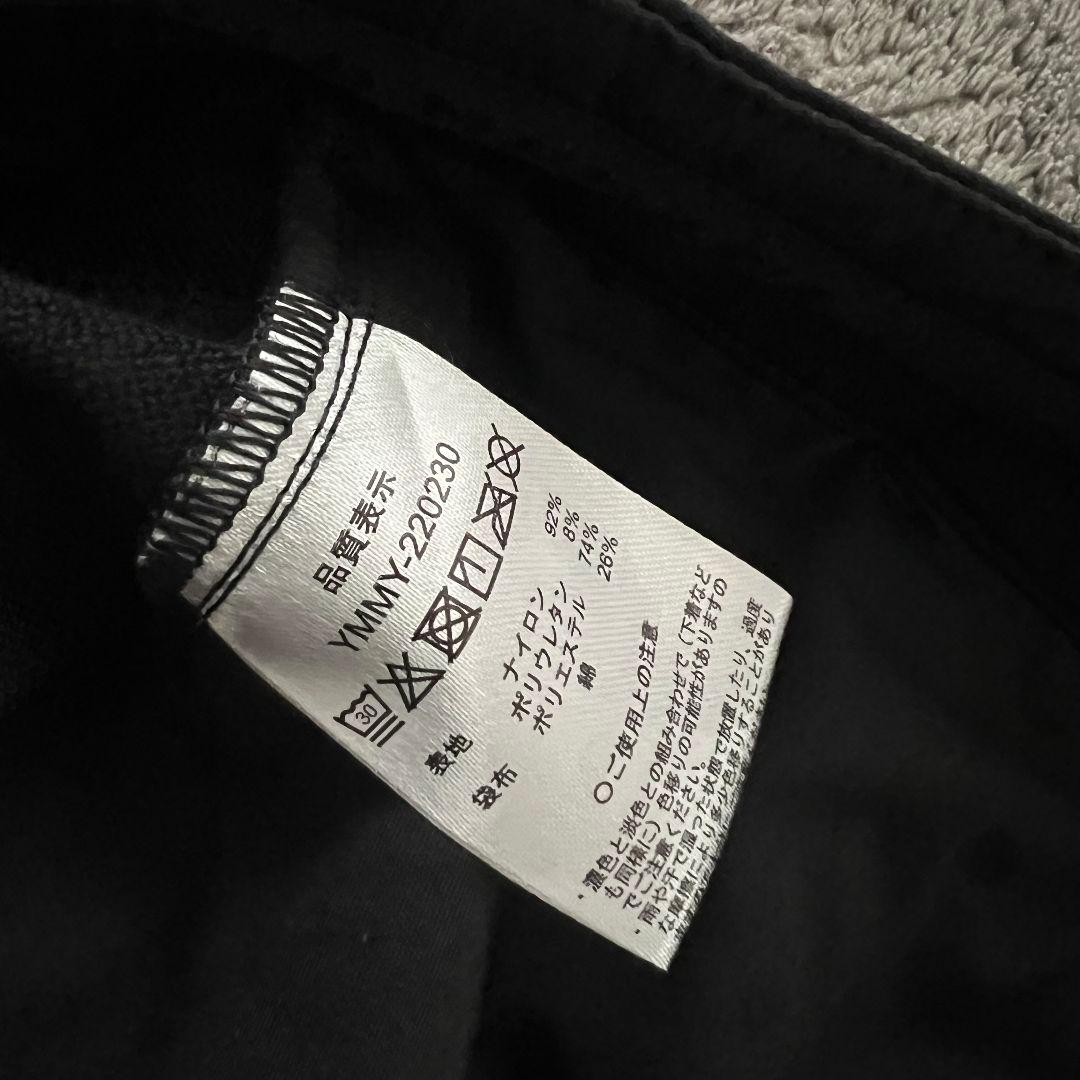 品質表示
YMMY-220230
30
表地 ナイロン 92%
ポリウレタン 8%
袋布 ポリエステル 74%
綿 26%
○ご使用上の注意
・濃色と淡色との組み合わせで(下着など
も同様に)色移りの可能性がありますの
でご注意ください。
・雨や汗で湿った状態で放置したり、過度
な摩擦により多少色移りすることがあり